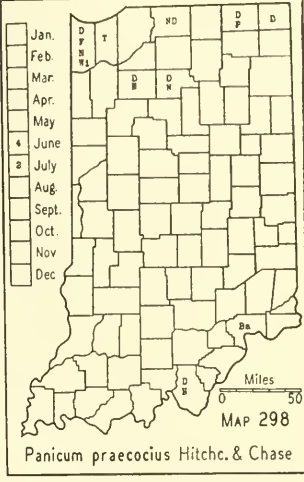 Jan.
Feb.
Mar.
Apr.
May
4 June
2 July
Aug.
Sept.
Oct.
Nov
Dec
D
F
N
W1
T
ND
D
P
D
D
N
Ba
D
Miles
0 50
MAP 298
Panicum praecocius Hitchc. & Chase